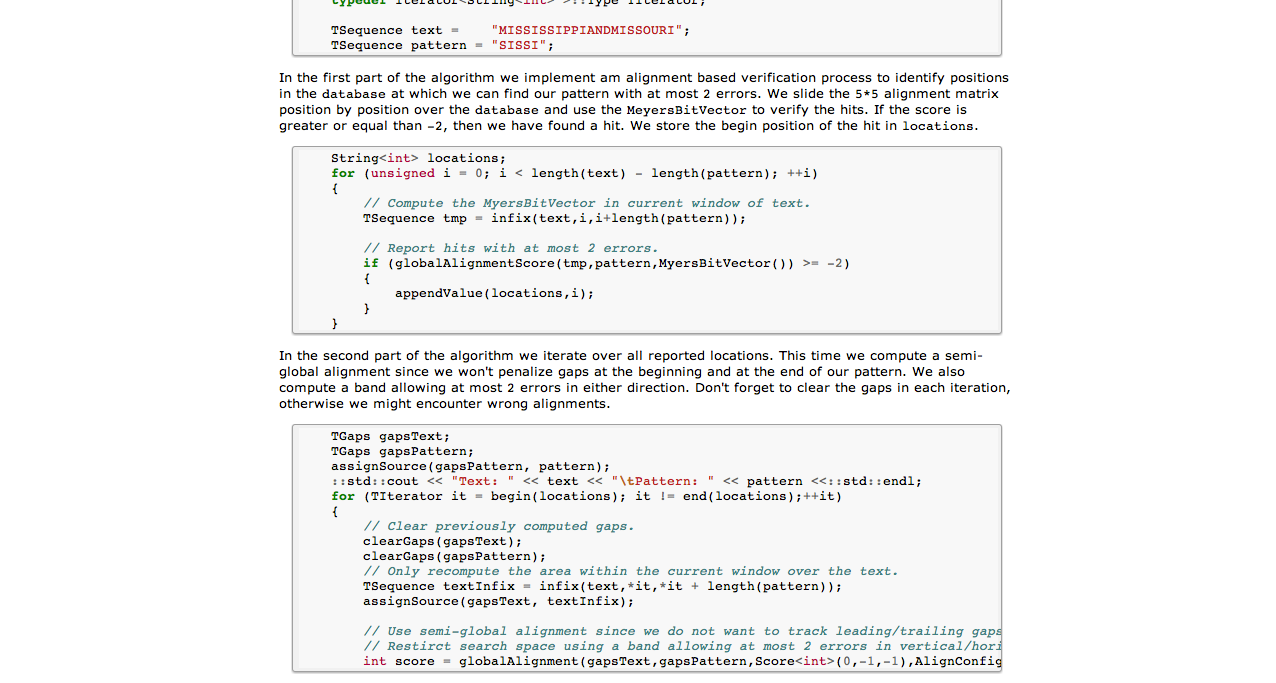 typedef Iterator<String<int> >::Type TIterator;
TSequence text =    "MISSISSIPPIANDMISSOURI";
TSequence pattern = "SISSI";
In the first part of the algorithm we implement am alignment based verification process to identify positions
in the database at which we can find our pattern with at most 2 errors. We slide the 5*5 alignment matrix
position by position over the database and use the MeyersBitVector to verify the hits. If the score is
greater or equal than -2, then we have found a hit. We store the begin position of the hit in locations.
String<int> locations;
for (unsigned i = 0; i < length(text) - length(pattern); ++i)
{
    // Compute the MyersBitVector in current window of text.
    TSequence tmp = infix(text,i,i+length(pattern));
    // Report hits with at most 2 errors.
    if (globalAlignmentScore(tmp,pattern,MyersBitVector()) >= -2)
    {
        appendValue(locations,i);
    }
}
In the second part of the algorithm we iterate over all reported locations. This time we compute a semi-
global alignment since we won't penalize gaps at the beginning and at the end of our pattern. We also
compute a band allowing at most 2 errors in either direction. Don't forget to clear the gaps in each iteration,
otherwise we might encounter wrong alignments.
TGaps gapsText;
TGaps gapsPattern;
assignSource(gapsPattern, pattern);
::std::cout << "Text: " << text << "\tPattern: " << pattern <<::std::endl;
for (TIterator it = begin(locations); it != end(locations);++it)
{
    // Clear previously computed gaps.
    clearGaps(gapsText);
    clearGaps(gapsPattern);
    // Only recompute the area within the current window over the text.
    TSequence textInfix = infix(text,*it,*it + length(pattern));
    assignSource(gapsText, textInfix);
    // Use semi-global alignment since we do not want to track leading/trailing gaps
    // Restirct search space using a band allowing at most 2 errors in vertical/hori
    int score = globalAlignment(gapsText,gapsPattern,Score<int>(0,-1,-1),AlignConfig